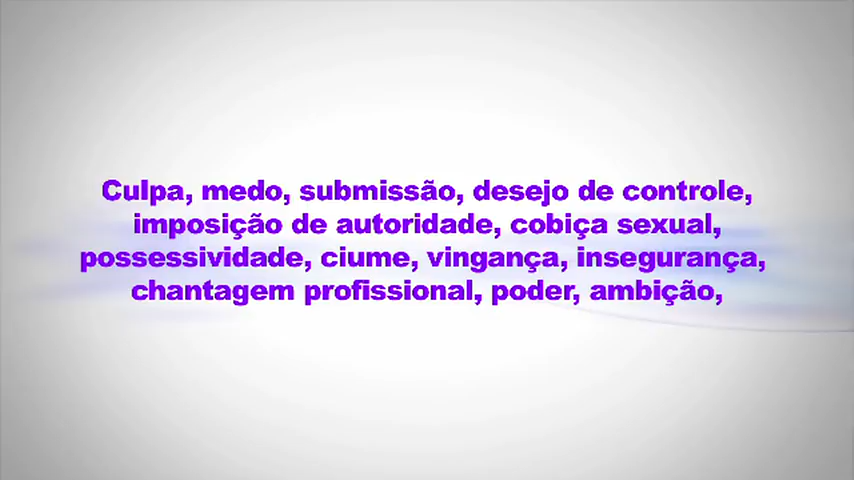 Culpa, medo, submissão, desejo de controle,
imposição de autoridade, cobiça sexual,
possessividade, ciume, vingança, insegurança,
chantagem profissional, poder, ambição,